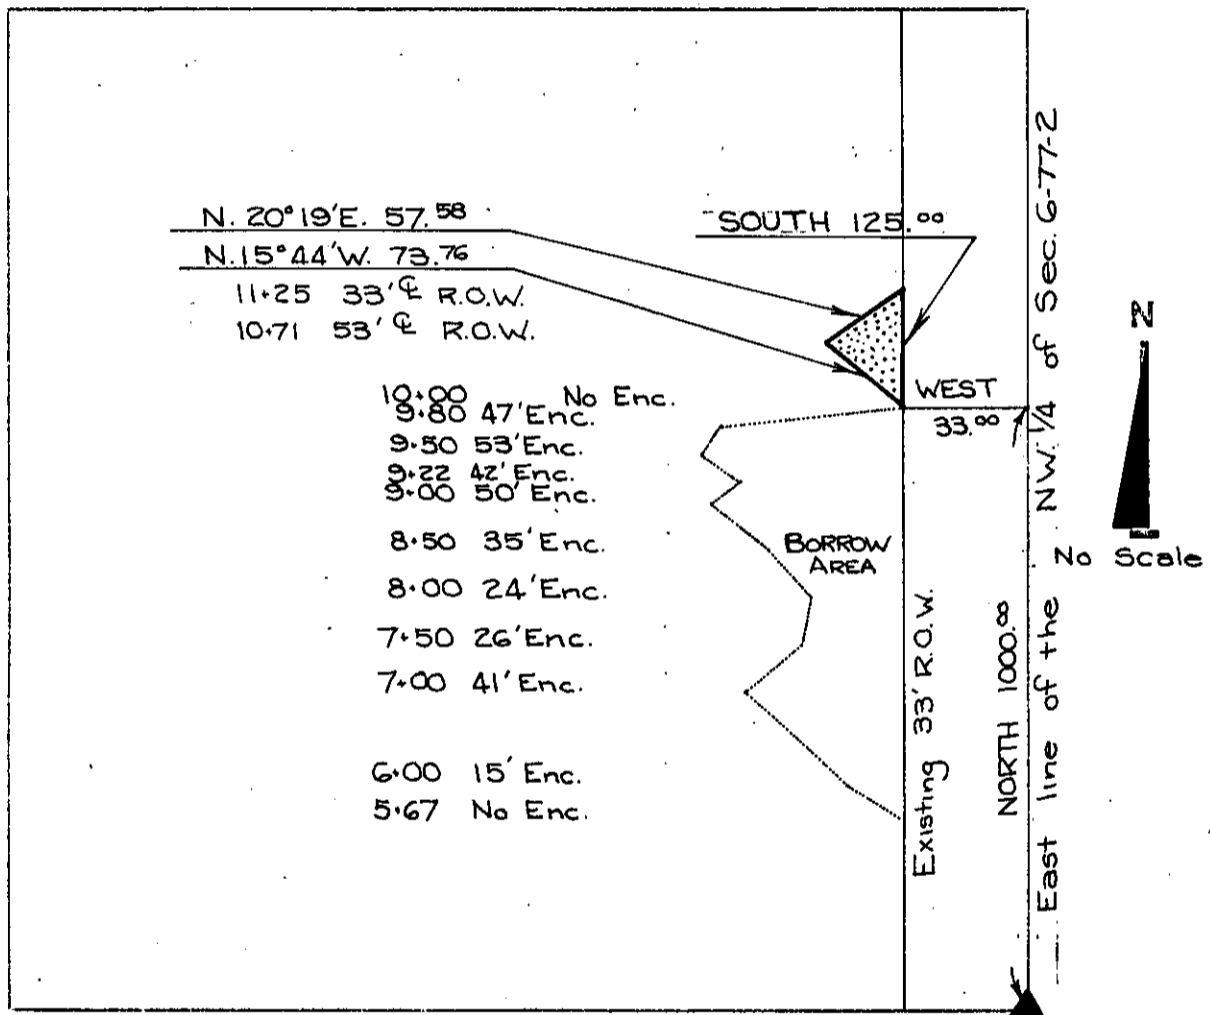 N. 20°19'E. 57.58
N.15°44'W. 73.76
11+25 33' ℄ R.O.W.
10+71 53' ℄ R.O.W.
SOUTH 125.00
10+00 No Enc.
9+80 47' Enc.
9+50 53' Enc.
9+22 42' Enc.
9+00 50' Enc.
8+50 35' Enc.
8+00 24' Enc.
7+50 26' Enc.
7+00 41' Enc.
6+00 15' Enc.
5+67 No Enc.
WEST
33.00
BORROW
AREA
Existing 33' R.O.W.
NORTH 1000.00
East line of the NW. 1/4 of Sec. 6-77-2
N
No Scale